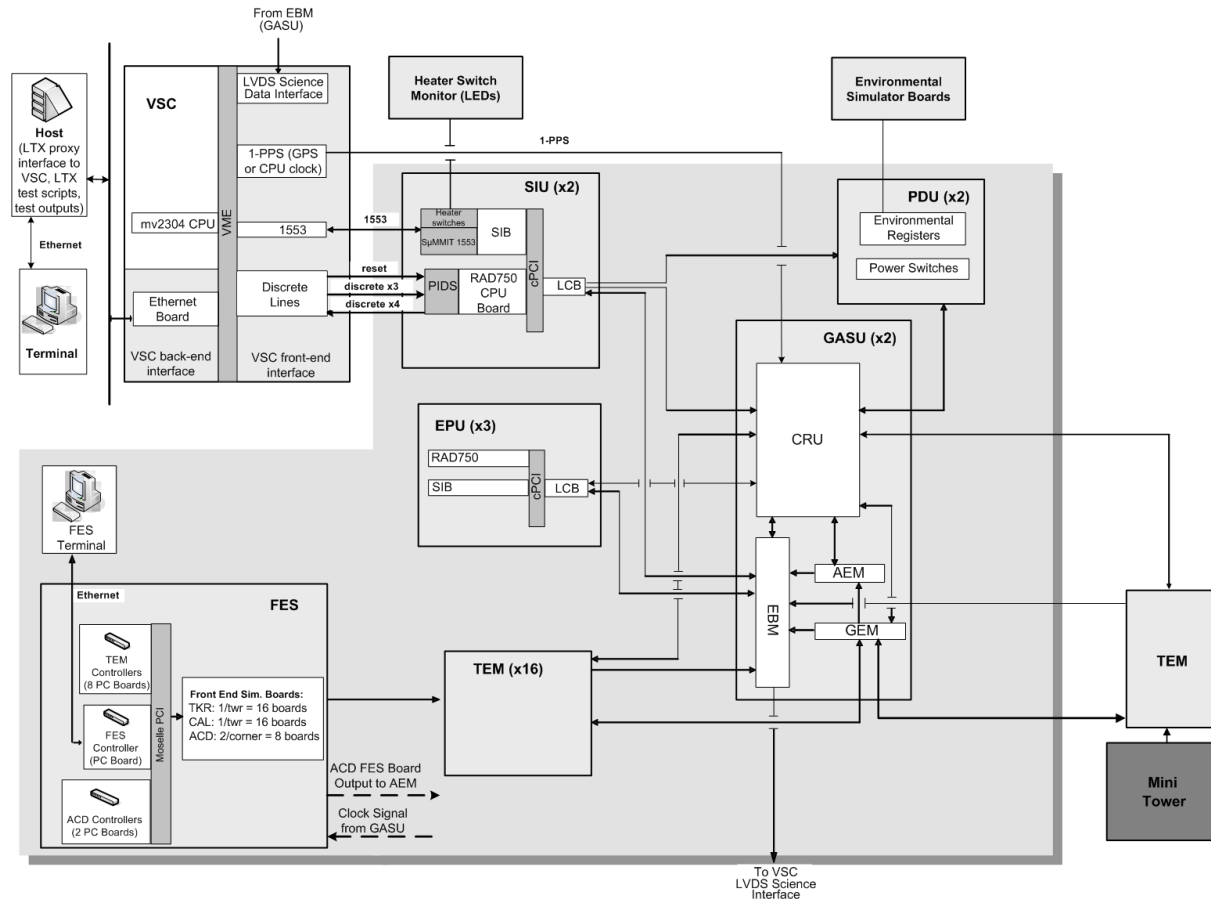 From EBM
(GASU)
Host
(LTX proxy
interface to
VSC, LTX
test scripts,
test outputs)
Ethernet
Terminal
VSC
LVDS Science
Data Interface
1-PPS (GPS
or CPU clock)
mv2304 CPU
VME
1553
Ethernet
Board
Discrete
Lines
VSC back-end
interface
VSC front-end
interface
Heater Switch
Monitor (LEDs)
Environmental
Simulator Boards
1-PPS
1553
reset
discrete x3
discrete x4
SIU (x2)
Heater
switches
SµMMIT 1553
SIB
PIDS
RAD750
CPU
Board
cPCI
LCB
PDU (x2)
Environmental
Registers
Power Switches
GASU (x2)
CRU
EBM
AEM
GEM
EPU (x3)
RAD750
SIB
cPCI
LCB
FES
Terminal
Ethernet
FES
TEM
Controllers
(8 PC Boards)
FES
Controller
(PC Board)
ACD Controllers
(2 PC Boards)
Moselle PCI
Front End Sim. Boards:
TKR: 1/twr = 16 boards
CAL: 1/twr = 16 boards
ACD: 2/corner = 8 boards
ACD FES Board
Output to AEM
Clock Signal
from GASU
TEM (x16)
TEM
Mini
Tower
To VSC
LVDS Science
Interface